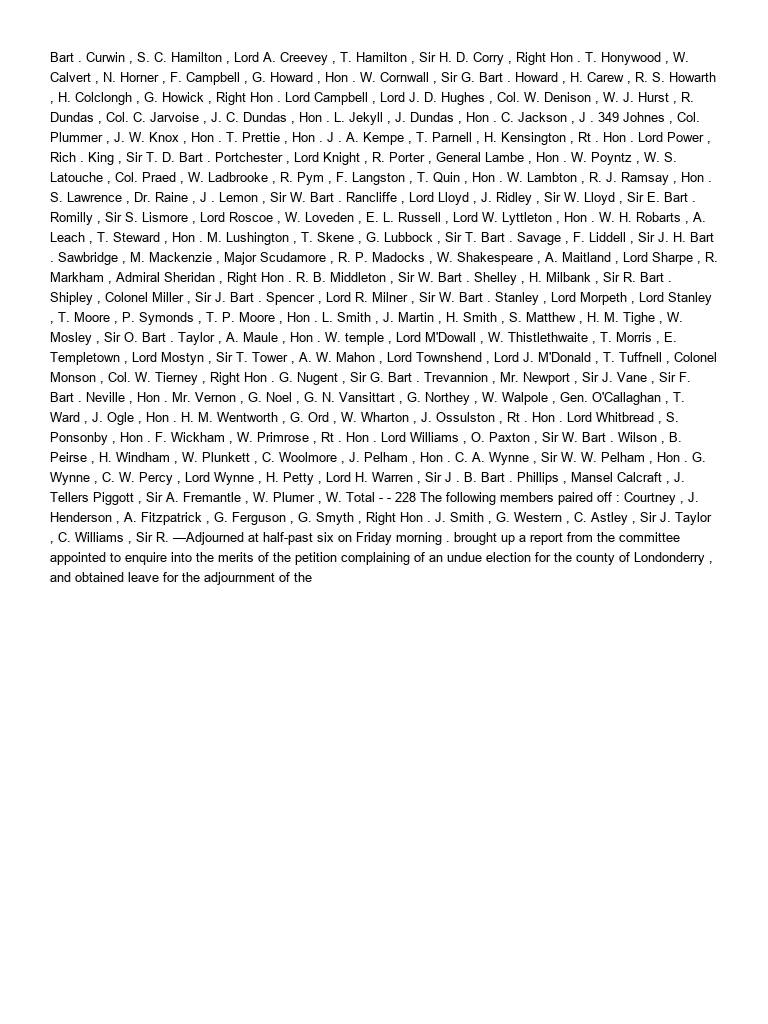 Bart . Curwin , S. C. Hamilton , Lord A. Creevey , T. Hamilton , Sir H. D. Corry , Right Hon . T. Honywood , W.
Calvert , N. Horner , F. Campbell , G. Howard , Hon . W. Cornwall , Sir G. Bart . Howard , H. Carew , R. S. Howarth
, H. Colclongh , G. Howick , Right Hon . Lord Campbell , Lord J. D. Hughes , Col. W. Denison , W. J. Hurst , R.
Dundas , Col. C. Jarvoise , J. C. Dundas , Hon . L. Jekyll , J. Dundas , Hon . C. Jackson , J . 349 Johnes , Col.
Plummer , J. W. Knox , Hon . T. Prettie , Hon . J . A. Kempe , T. Parnell , H. Kensington , Rt . Hon . Lord Power ,
Rich . King , Sir T. D. Bart . Portchester , Lord Knight , R. Porter , General Lambe , Hon . W. Poyntz , W. S.
Latouche , Col. Praed , W. Ladbrooke , R. Pym , F. Langston , T. Quin , Hon . W. Lambton , R. J. Ramsay , Hon .
S. Lawrence , Dr. Raine , J . Lemon , Sir W. Bart . Rancliffe , Lord Lloyd , J. Ridley , Sir W. Lloyd , Sir E. Bart .
Romilly , Sir S. Lismore , Lord Roscoe , W. Loveden , E. L. Russell , Lord W. Lyttleton , Hon . W. H. Robarts , A.
Leach , T. Steward , Hon . M. Lushington , T. Skene , G. Lubbock , Sir T. Bart . Savage , F. Liddell , Sir J. H. Bart
. Sawbridge , M. Mackenzie , Major Scudamore , R. P. Madocks , W. Shakespeare , A. Maitland , Lord Sharpe , R.
Markham , Admiral Sheridan , Right Hon . R. B. Middleton , Sir W. Bart . Shelley , H. Milbank , Sir R. Bart .
Shipley , Colonel Miller , Sir J. Bart . Spencer , Lord R. Milner , Sir W. Bart . Stanley , Lord Morpeth , Lord Stanley
, T. Moore , P. Symonds , T. P. Moore , Hon . L. Smith , J. Martin , H. Smith , S. Matthew , H. M. Tighe , W.
Mosley , Sir O. Bart . Taylor , A. Maule , Hon . W. temple , Lord M'Dowall , W. Thistlethwaite , T. Morris , E.
Templetown , Lord Mostyn , Sir T. Tower , A. W. Mahon , Lord Townshend , Lord J. M'Donald , T. Tuffnell , Colonel
Monson , Col. W. Tierney , Right Hon . G. Nugent , Sir G. Bart . Trevannion , Mr. Newport , Sir J. Vane , Sir F.
Bart . Neville , Hon . Mr. Vernon , G. Noel , G. N. Vansittart , G. Northey , W. Walpole , Gen. O'Callaghan , T.
Ward , J. Ogle , Hon . H. M. Wentworth , G. Ord , W. Wharton , J. Ossulston , Rt . Hon . Lord Whitbread , S.
Ponsonby , Hon . F. Wickham , W. Primrose , Rt . Hon . Lord Williams , O. Paxton , Sir W. Bart . Wilson , B.
Peirse , H. Windham , W. Plunkett , C. Woolmore , J. Pelham , Hon . C. A. Wynne , Sir W. W. Pelham , Hon . G.
Wynne , C. W. Percy , Lord Wynne , H. Petty , Lord H. Warren , Sir J . B. Bart . Phillips , Mansel Calcraft , J.
Tellers Piggott , Sir A. Fremantle , W. Plumer , W. Total - - 228 The following members paired off : Courtney , J.
Henderson , A. Fitzpatrick , G. Ferguson , G. Smyth , Right Hon . J. Smith , G. Western , C. Astley , Sir J. Taylor
, C. Williams , Sir R. —Adjourned at half-past six on Friday morning . brought up a report from the committee
appointed to enquire into the merits of the petition complaining of an undue election for the county of Londonderry ,
and obtained leave for the adjournment of the